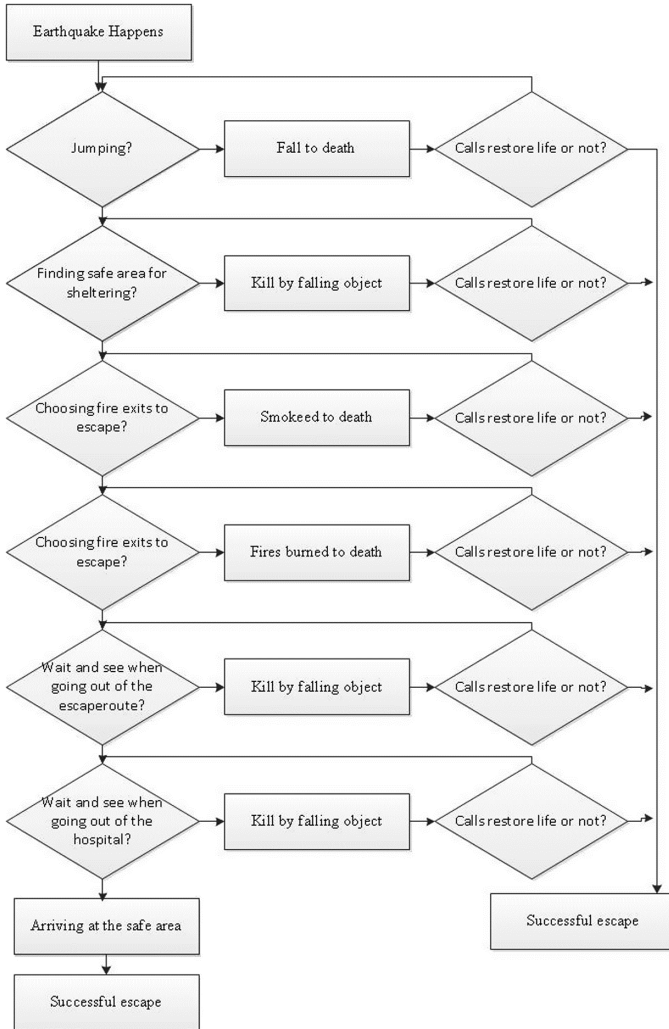 Earthquake Happens
Jumping?
Fall to death
Calls restore life or not?
Finding safe area for
sheltering?
Kill by falling object
Calls restore life or not?
Choosing fire exits to
escape?
Smokeed to death
Calls restore life or not?
Choosing fire exits to
escape?
Fires burned to death
Calls restore life or not?
Wait and see when
going out of the
escaperoute?
Kill by falling object
Calls restore life or not?
Wait and see when
going out of the
hospital?
Kill by falling object
Calls restore life or not?
Arriving at the safe area
Successful escape
Successful escape